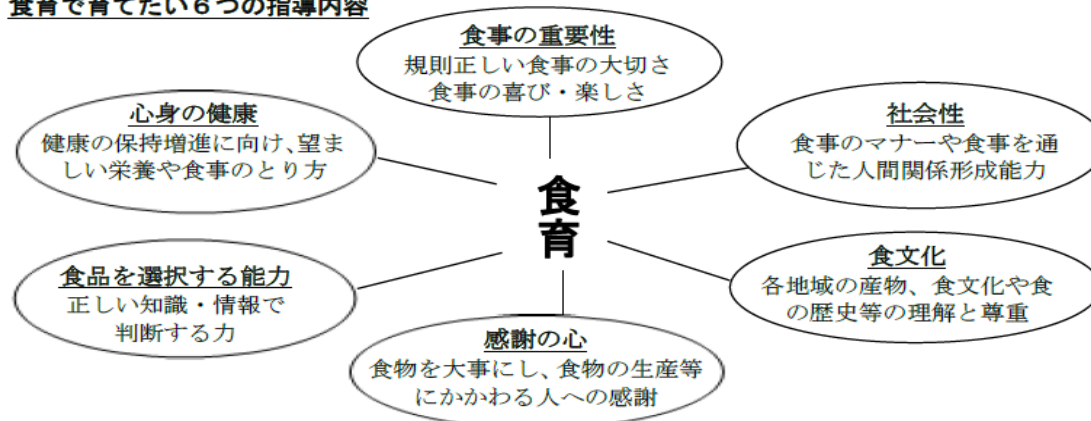 食育で育てたい６つの指導内容
食事の重要性
規則正しい食事の大切さ
食事の喜び・楽しさ
心身の健康
健康の保持増進に向け、望ま
しい栄養や食事のとり方
社会性
食事のマナーや食事を通
じた人間関係形成能力
食育
食品を選択する能力
正しい知識・情報で
判断する力
食文化
各地域の産物、食文化や食
の歴史等の理解と尊重
感謝の心
食物を大事にし、食物の生産等
にかかわる人への感謝